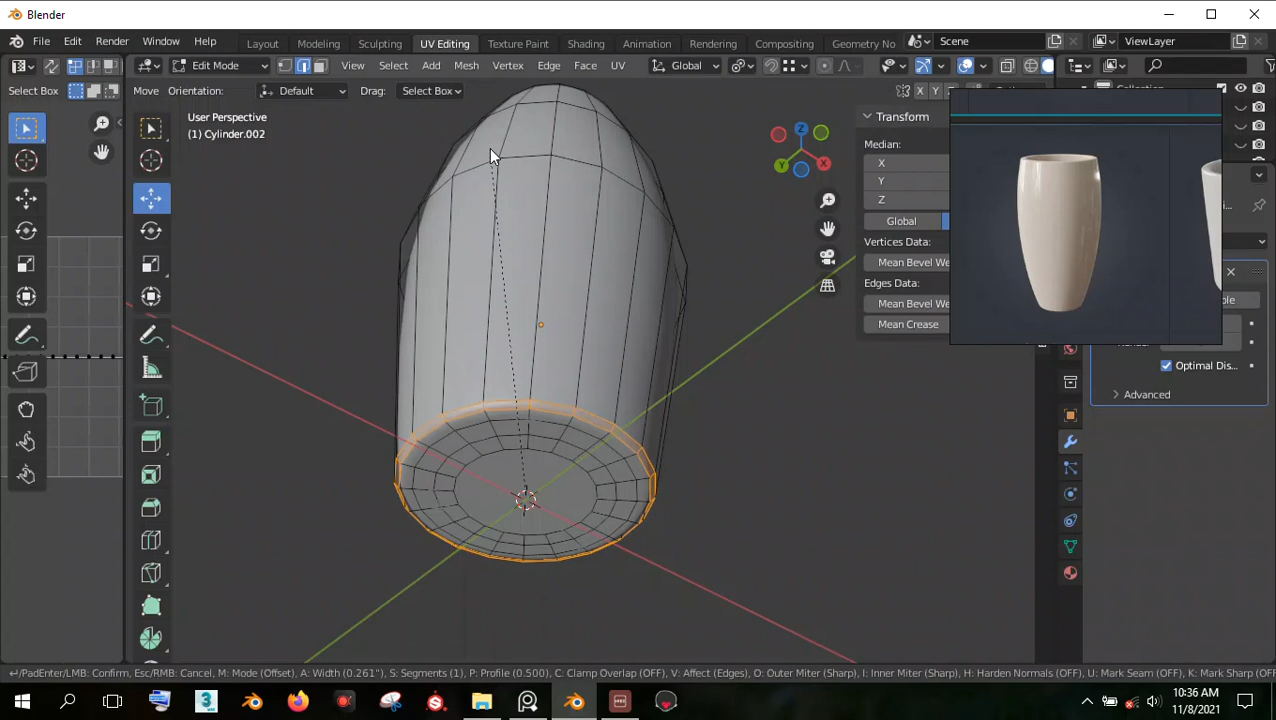 Blender
File Edit Render Window Help Layout Modeling Sculpting UV Editing Texture Paint Shading Animation Rendering Compositing Geometry No Scene ViewLayer
Edit Mode View Select Add Mesh Vertex Edge Face UV Global
Select Box Move Orientation: Default Drag: Select Box X Y
User Perspective
(1) Cylinder.002
Z
Y
X
Transform
Median:
X
Y
Z
Global
Vertices Data:
Mean Bevel We
Edges Data:
Mean Bevel We
Mean Crease
Optimal Dis...
Advanced
↵/PadEnter/LMB: Confirm, Esc/RMB: Cancel, M: Mode (Offset), A: Width (0.261"), S: Segments (1), P: Profile (0.500), C: Clamp Overlap (OFF), V: Affect (Edges), O: Outer Miter (Sharp), I: Inner Miter (Sharp), H: Harden Normals (OFF), U: Mark Seam (OFF), K: Mark Sharp
10:36 AM
11/8/2021